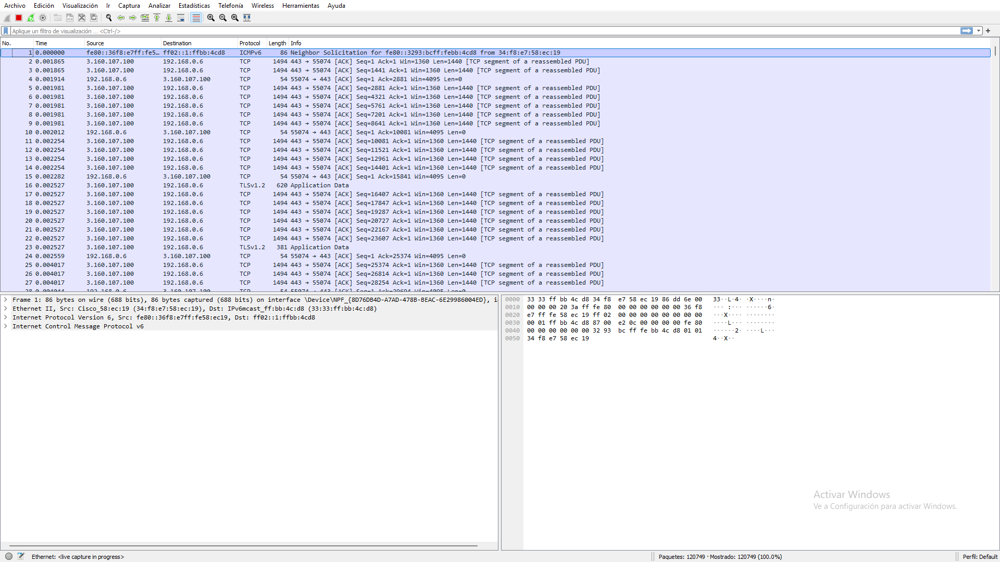 Archivo Edición Visualización Ir Captura Analizar Estadísticas Telefonía Wireless Herramientas Ayuda
Aplique un filtro de visualización ... <Ctrl-/>
No. Time Source Destination Protocol Length Info
1 0.000000 fe80::36f8:e7ff:fe5… ff02::1:ffbb:4cd8 ICMPv6 86 Neighbor Solicitation for fe80::3293:bcff:febb:4cd8 from 34:f8:e7:58:ec:19
2 0.001865 3.160.107.100 192.168.0.6 TCP 1494 443 → 55074 [ACK] Seq=1 Ack=1 Win=1360 Len=1440 [TCP segment of a reassembled PDU]
3 0.001865 3.160.107.100 192.168.0.6 TCP 1494 443 → 55074 [ACK] Seq=1441 Ack=1 Win=1360 Len=1440 [TCP segment of a reassembled PDU]
4 0.001914 192.168.0.6 3.160.107.100 TCP 54 55074 → 443 [ACK] Seq=1 Ack=2881 Win=4095 Len=0
5 0.001981 3.160.107.100 192.168.0.6 TCP 1494 443 → 55074 [ACK] Seq=2881 Ack=1 Win=1360 Len=1440 [TCP segment of a reassembled PDU]
6 0.001981 3.160.107.100 192.168.0.6 TCP 1494 443 → 55074 [ACK] Seq=4321 Ack=1 Win=1360 Len=1440 [TCP segment of a reassembled PDU]
7 0.001981 3.160.107.100 192.168.0.6 TCP 1494 443 → 55074 [ACK] Seq=5761 Ack=1 Win=1360 Len=1440 [TCP segment of a reassembled PDU]
8 0.001981 3.160.107.100 192.168.0.6 TCP 1494 443 → 55074 [ACK] Seq=7201 Ack=1 Win=1360 Len=1440 [TCP segment of a reassembled PDU]
9 0.001981 3.160.107.100 192.168.0.6 TCP 1494 443 → 55074 [ACK] Seq=8641 Ack=1 Win=1360 Len=1440 [TCP segment of a reassembled PDU]
10 0.002012 192.168.0.6 3.160.107.100 TCP 54 55074 → 443 [ACK] Seq=1 Ack=10081 Win=4095 Len=0
11 0.002254 3.160.107.100 192.168.0.6 TCP 1494 443 → 55074 [ACK] Seq=10081 Ack=1 Win=1360 Len=1440 [TCP segment of a reassembled PDU]
12 0.002254 3.160.107.100 192.168.0.6 TCP 1494 443 → 55074 [ACK] Seq=11521 Ack=1 Win=1360 Len=1440 [TCP segment of a reassembled PDU]
13 0.002254 3.160.107.100 192.168.0.6 TCP 1494 443 → 55074 [ACK] Seq=12961 Ack=1 Win=1360 Len=1440 [TCP segment of a reassembled PDU]
14 0.002254 3.160.107.100 192.168.0.6 TCP 1494 443 → 55074 [ACK] Seq=14401 Ack=1 Win=1360 Len=1440 [TCP segment of a reassembled PDU]
15 0.002282 192.168.0.6 3.160.107.100 TCP 54 55074 → 443 [ACK] Seq=1 Ack=15841 Win=4095 Len=0
16 0.002527 3.160.107.100 192.168.0.6 TLSv1.2 620 Application Data
17 0.002527 3.160.107.100 192.168.0.6 TCP 1494 443 → 55074 [ACK] Seq=16407 Ack=1 Win=1360 Len=1440 [TCP segment of a reassembled PDU]
18 0.002527 3.160.107.100 192.168.0.6 TCP 1494 443 → 55074 [ACK] Seq=17847 Ack=1 Win=1360 Len=1440 [TCP segment of a reassembled PDU]
19 0.002527 3.160.107.100 192.168.0.6 TCP 1494 443 → 55074 [ACK] Seq=19287 Ack=1 Win=1360 Len=1440 [TCP segment of a reassembled PDU]
20 0.002527 3.160.107.100 192.168.0.6 TCP 1494 443 → 55074 [ACK] Seq=20727 Ack=1 Win=1360 Len=1440 [TCP segment of a reassembled PDU]
21 0.002527 3.160.107.100 192.168.0.6 TCP 1494 443 → 55074 [ACK] Seq=22167 Ack=1 Win=1360 Len=1440 [TCP segment of a reassembled PDU]
22 0.002527 3.160.107.100 192.168.0.6 TCP 1494 443 → 55074 [ACK] Seq=23607 Ack=1 Win=1360 Len=1440 [TCP segment of a reassembled PDU]
23 0.002527 3.160.107.100 192.168.0.6 TLSv1.2 381 Application Data
24 0.002559 192.168.0.6 3.160.107.100 TCP 54 55074 → 443 [ACK] Seq=1 Ack=25374 Win=4095 Len=0
25 0.004017 3.160.107.100 192.168.0.6 TCP 1494 443 → 55074 [ACK] Seq=25374 Ack=1 Win=1360 Len=1440 [TCP segment of a reassembled PDU]
26 0.004017 3.160.107.100 192.168.0.6 TCP 1494 443 → 55074 [ACK] Seq=26814 Ack=1 Win=1360 Len=1440 [TCP segment of a reassembled PDU]
27 0.004017 3.160.107.100 192.168.0.6 TCP 1494 443 → 55074 [ACK] Seq=28254 Ack=1 Win=1360 Len=1440 [TCP segment of a reassembled PDU]
28 0.004044 192.168.0.6 3.160.107.100 TCP 54 55074 → 443 [ACK] Seq=1 Ack=29694 Win=4095 Len=0
Frame 1: 86 bytes on wire (688 bits), 86 bytes captured (688 bits) on interface \Device\NPF_{8D76DB4D-A7AD-478B-BEAC-6E29986004ED}, i
Ethernet II, Src: Cisco_58:ec:19 (34:f8:e7:58:ec:19), Dst: IPv6mcast_ff:bb:4c:d8 (33:33:ff:bb:4c:d8)
Internet Protocol Version 6, Src: fe80::36f8:e7ff:fe58:ec19, Dst: ff02::1:ffbb:4cd8
Internet Control Message Protocol v6
0000 33 33 ff bb 4c d8 34 f8 e7 58 ec 19 86 dd 6e 00 33··L·4· ·X····n·
0010 00 00 00 20 3a ff fe 80 00 00 00 00 00 00 36 f8 ··· :··· ······6·
0020 e7 ff fe 58 ec 19 ff 02 00 00 00 00 00 00 00 00 ···X···· ········
0030 00 01 ff bb 4c d8 87 00 e2 0c 00 00 00 00 fe 80 ····L··· ········
0040 00 00 00 00 00 00 32 93 bc ff fe bb 4c d8 01 01 ······2· ····L···
0050 34 f8 e7 58 ec 19 4··X··
Activar Windows
Ve a Configuración para activar Windows.
Ethernet: <live capture in progress> Paquetes: 120749 · Mostrado: 120749 (100.0%) Perfil: Default